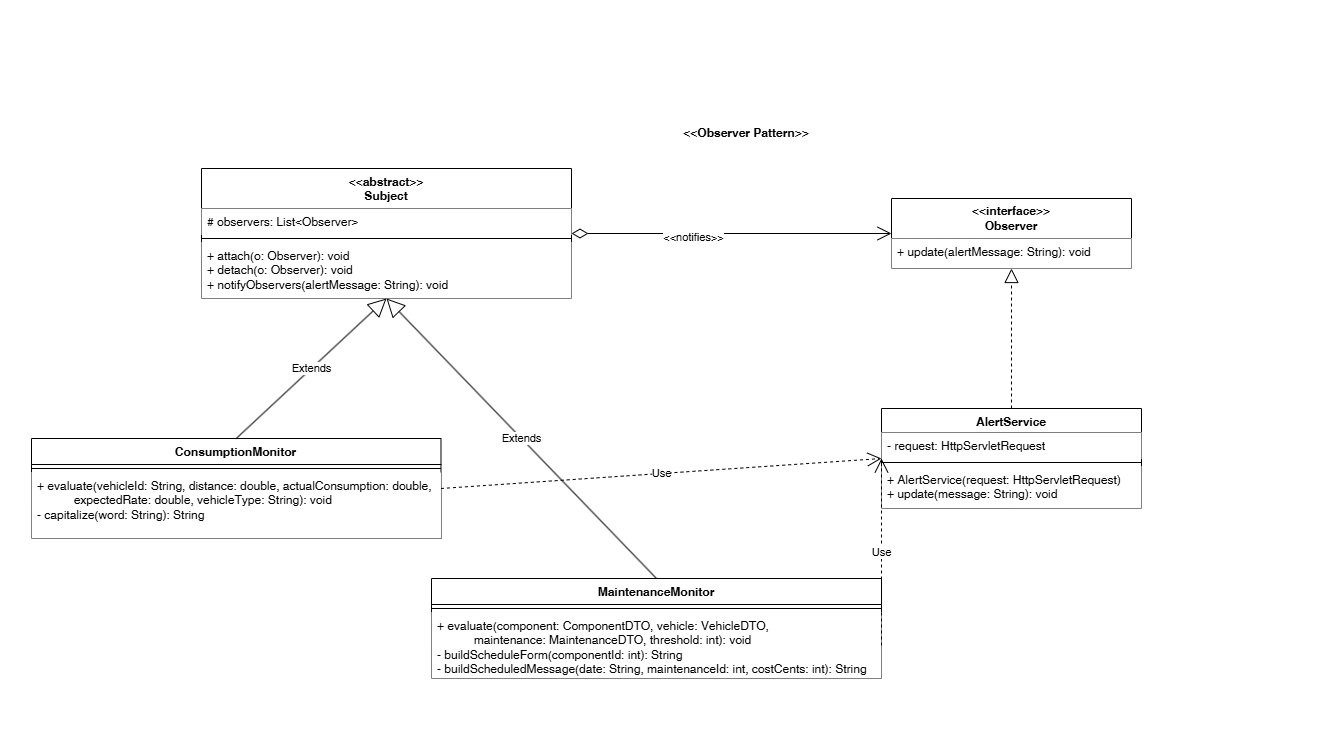 <<Observer Pattern>>
<<abstract>>
Subject
# observers: List<Observer>
+ attach(o: Observer): void
+ detach(o: Observer): void
+ notifyObservers(alertMessage: String): void
<<notifies>>
<<interface>>
Observer
+ update(alertMessage: String): void
Extends
Extends
ConsumptionMonitor
+ evaluate(vehicleId: String, distance: double, actualConsumption: double,
expectedRate: double, vehicleType: String): void
- capitalize(word: String): String
Use
AlertService
- request: HttpServletRequest
+ AlertService(request: HttpServletRequest)
+ update(message: String): void
Use
MaintenanceMonitor
+ evaluate(component: ComponentDTO, vehicle: VehicleDTO,
maintenance: MaintenanceDTO, threshold: int): void
- buildScheduleForm(componentId: int): String
- buildScheduledMessage(date: String, maintenanceId: int, costCents: int): String